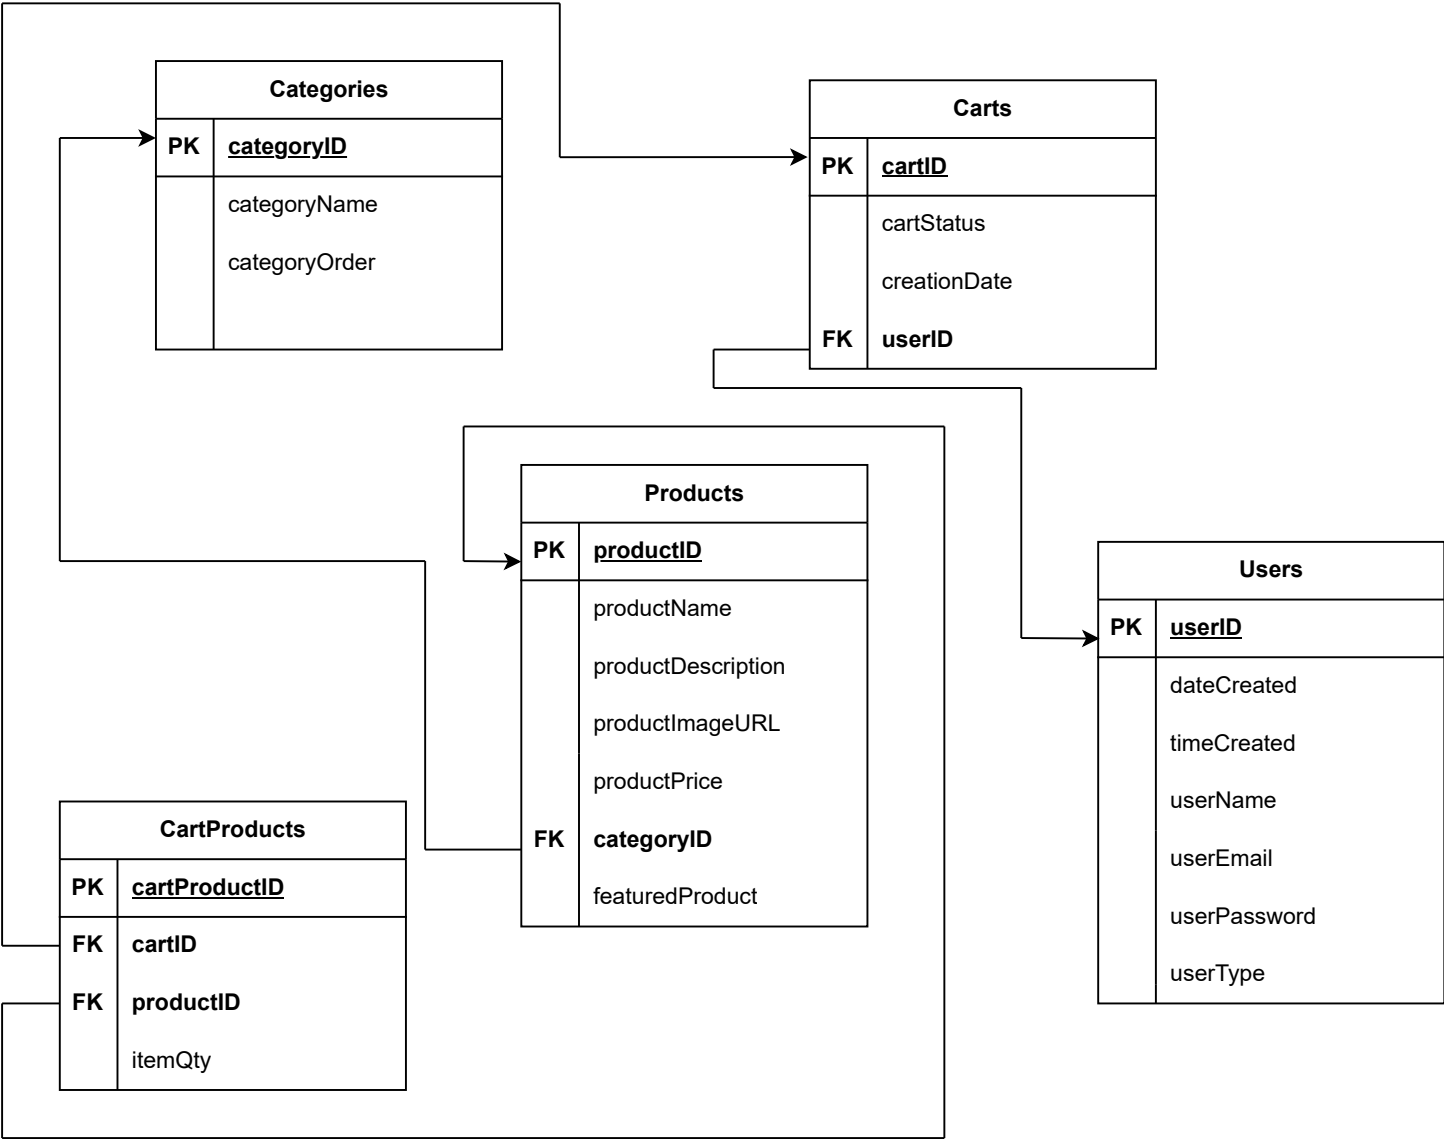 Categories
PK categoryID
categoryName
categoryOrder
Carts
PK cartID
cartStatus
creationDate
FK userID
Products
PK productID
productName
productDescription
productImageURL
productPrice
FK categoryID
featuredProduct
Users
PK userID
dateCreated
timeCreated
userName
userEmail
userPassword
userType
CartProducts
PK cartProductID
FK cartID
FK productID
itemQty